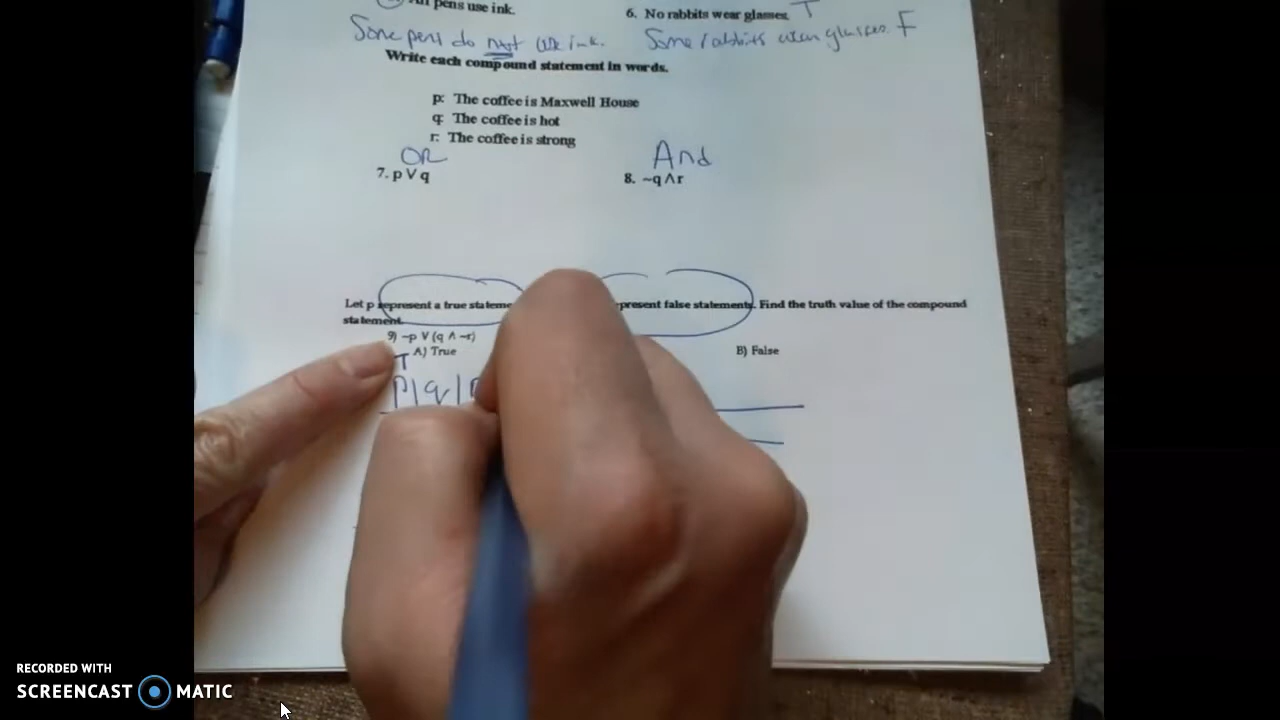 All pens use ink.
6. No rabbits wear glasses. T
Some pens do not use ink. Some rabbits wear glasses. F
Write each compound statement in words.
p: The coffee is Maxwell House
q: The coffee is hot
r: The coffee is strong
OR And
7. p V q 8. ~q Λ r
Let p represent a true present false statements. Find the truth value of the compound
statement.
9) ~p V (q ∧ ~r)
A) True B) False
T
P | q |
RECORDED WITH
SCREENCAST MATIC